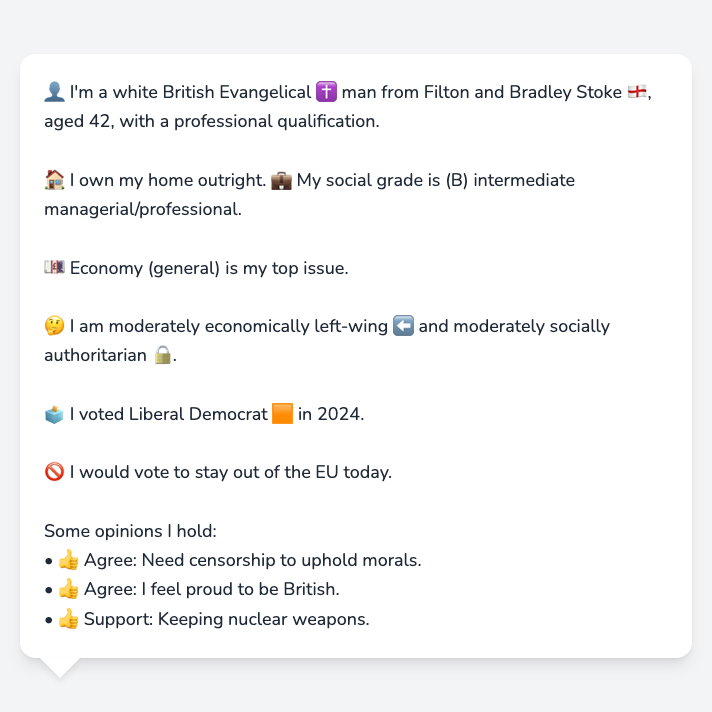 👤 I'm a white British Evangelical ✝️ man from Filton and Bradley Stoke 🏴󠁧󠁢󠁥󠁮󠁧󠁿,
aged 42, with a professional qualification.
🏠 I own my home outright. 💼 My social grade is (B) intermediate
managerial/professional.
💷 Economy (general) is my top issue.
🤔 I am moderately economically left-wing ⬅️ and moderately socially
authoritarian 🔒.
🗳️ I voted Liberal Democrat 🟧 in 2024.
🚫 I would vote to stay out of the EU today.
Some opinions I hold:
• 👍 Agree: Need censorship to uphold morals.
• 👍 Agree: I feel proud to be British.
• 👍 Support: Keeping nuclear weapons.